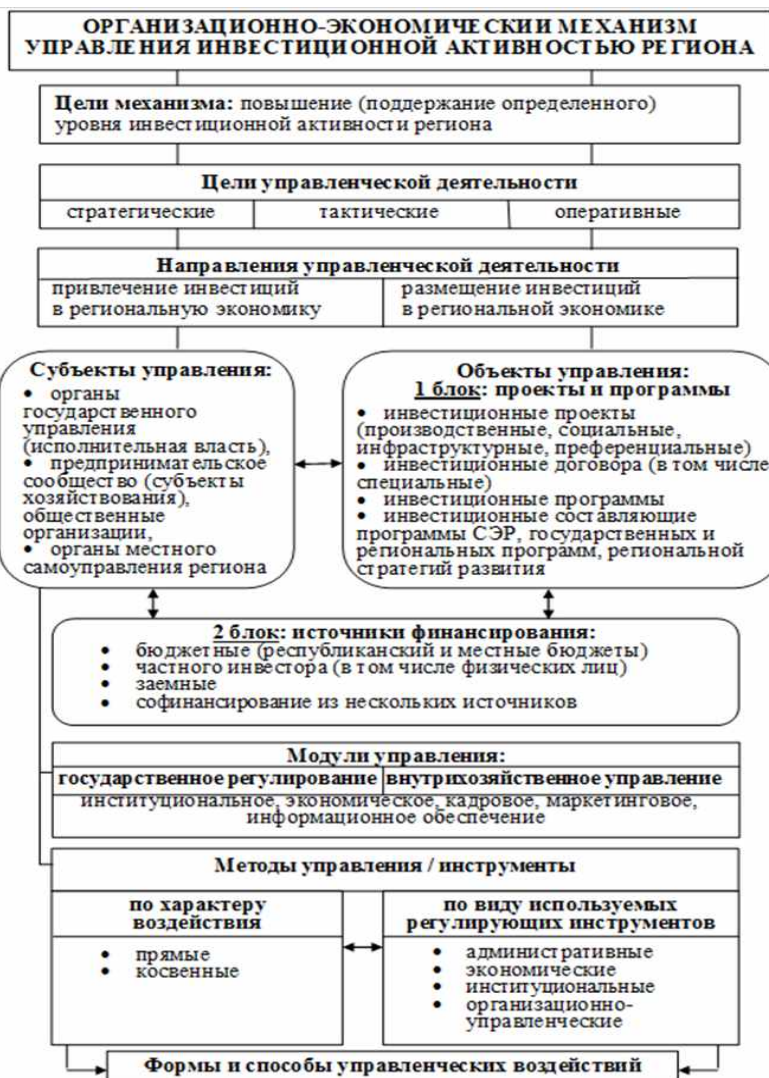 ОРГАНИЗАЦИОННО-ЭКОНОМИЧЕСКИЙ МЕХАНИЗМ
УПРАВЛЕНИЯ ИНВЕСТИЦИОННОЙ АКТИВНОСТЬЮ РЕГИОНА
Цели механизма: повышение (поддержание определенного)
уровня инвестиционной активности региона
Цели управленческой деятельности
стратегические
тактические
оперативные
Направления управленческой деятельности
привлечение инвестиций
в региональную экономику
размещение инвестиций
в региональной экономике
Субъекты управления:
• органы
государственного
управления
(исполнительная власть),
• предпринимательское
сообщество (субъекты
хозяйствования),
общественные
организации,
• органы местного
самоуправления региона
Объекты управления:
1 блок: проекты и программы
• инвестиционные проекты
(производственные, социальные,
инфраструктурные, преференциальные)
• инвестиционные договора (в том числе
специальные)
• инвестиционные программы
• инвестиционные составляющие
программы СЭР, государственных и
региональных программ, региональной
стратегий развития
2 блок: источники финансирования:
• бюджетные (республиканский и местные бюджеты)
• частного инвестора (в том числе физических лиц)
• заемные
• софинансирование из нескольких источников
Модули управления:
государственное регулирование
внутрихозяйственное управление
институциональное, экономическое, кадровое, маркетинговое,
информационное обеспечение
Методы управления / инструменты
по характеру
воздействия
• прямые
• косвенные
по виду используемых
регулирующих инструментов
• административные
• экономические
• институциональные
• организационно-
управленческие
Формы и способы управленческих воздействий